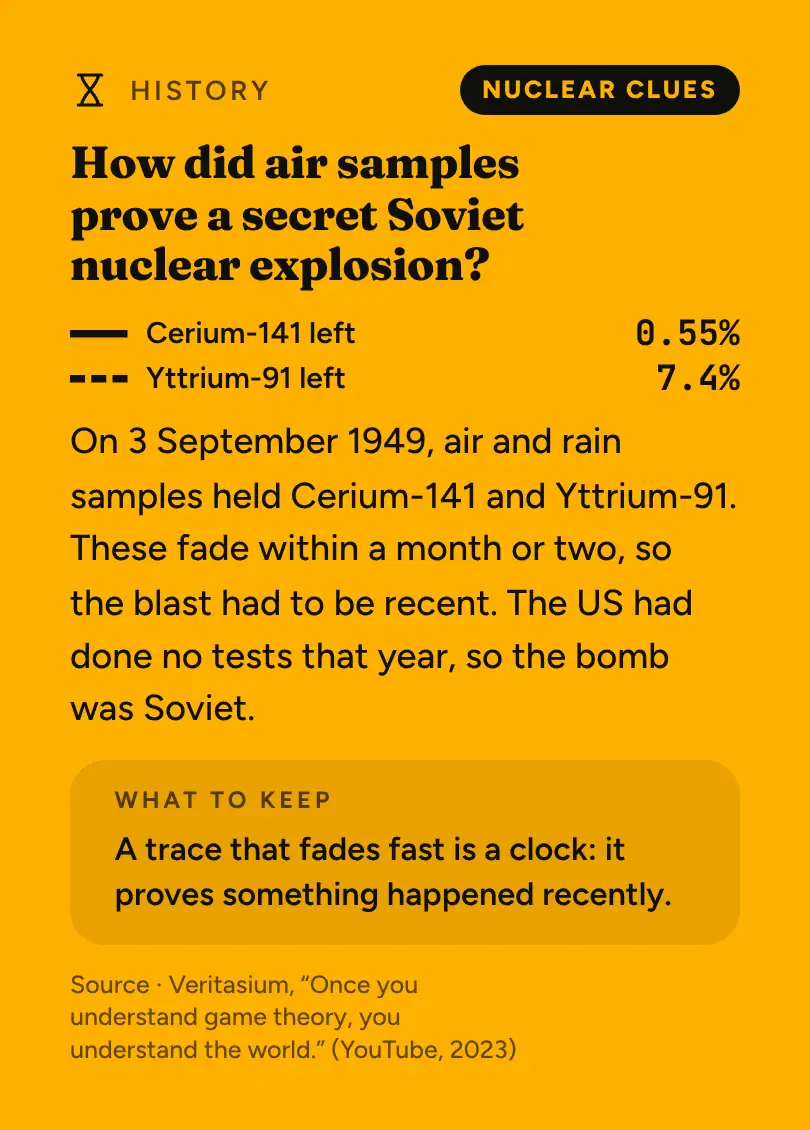 HISTORY
NUCLEAR CLUES
How did air samples
prove a secret Soviet
nuclear explosion?
Cerium-141 left 0.55%
Yttrium-91 left 7.4%
On 3 September 1949, air and rain
samples held Cerium-141 and Yttrium-91.
These fade within a month or two, so
the blast had to be recent. The US had
done no tests that year, so the bomb
was Soviet.
WHAT TO KEEP
A trace that fades fast is a clock: it
proves something happened recently.
Source · Veritasium, “Once you
understand game theory, you
understand the world.” (YouTube, 2023)